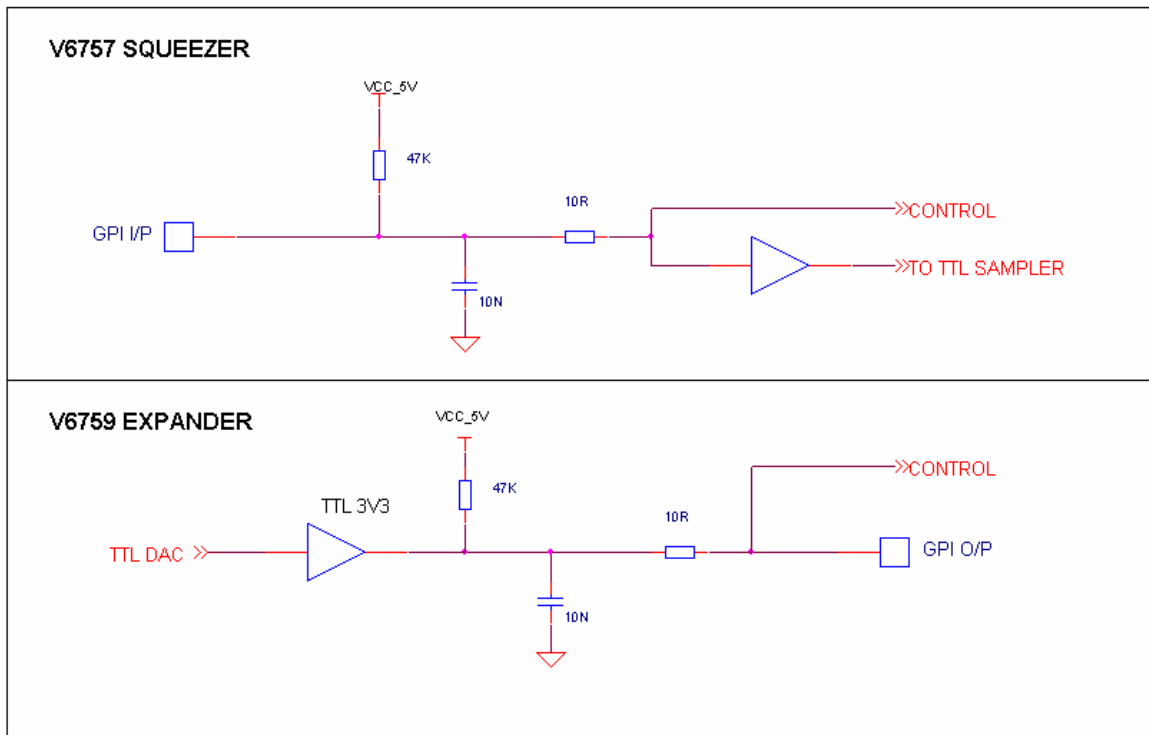 V6757 SQUEEZER
VCC_5V
47K
10R
GPI I/P
CONTROL
TO TTL SAMPLER
10N
V6759 EXPANDER
VCC_5V
47K
TTL 3V3
10R
CONTROL
TTL DAC
GPI O/P
10N